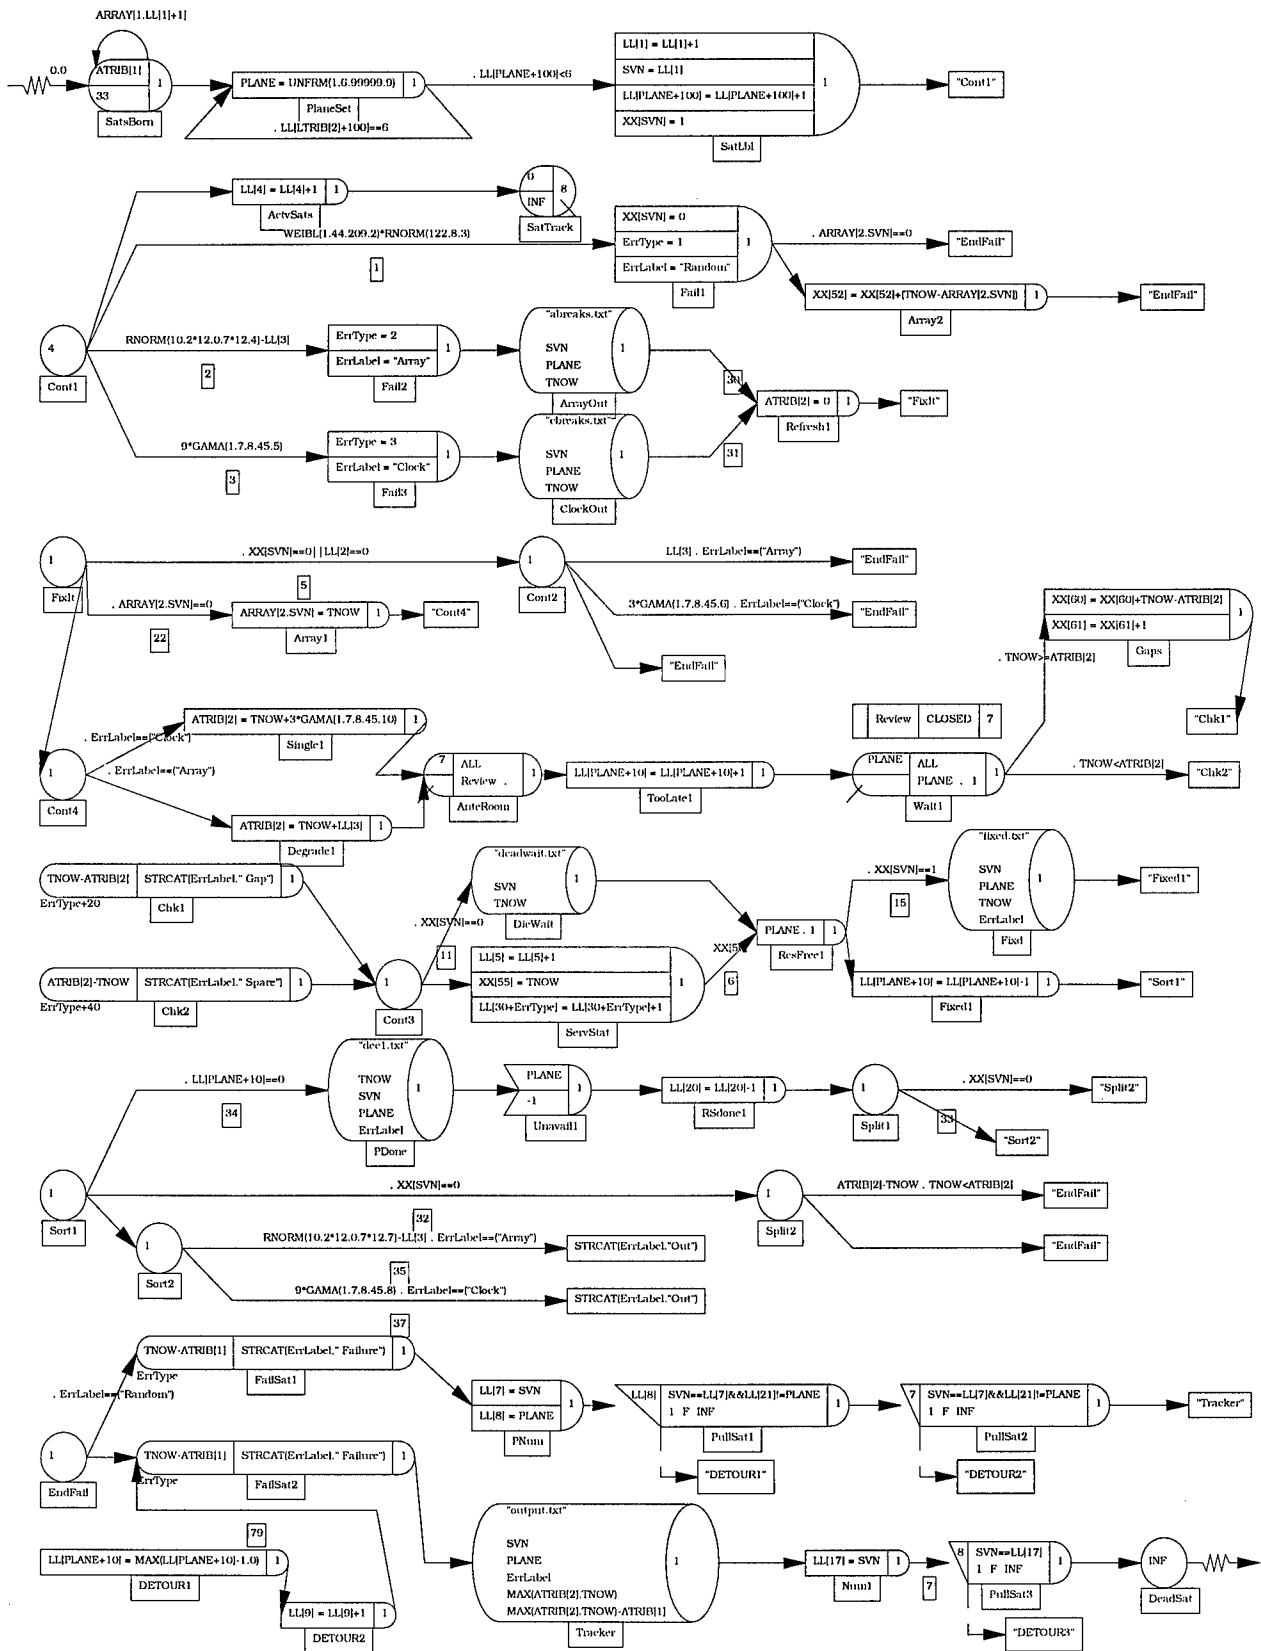 ARRAY[1,LL[1]+1]
0.0
ATRIB[1]
1
33
SatsBorn
PLANE = UNFRM(1,6.99999,9)
1
PlaneSet
, LL[LTRIB[2]+100]==6
, LL[PLANE+100]<6
LL[1] = LL[1]+1
SVN = LL[1]
LL[PLANE+100] = LL[PLANE+100]+1
XX[SVN] = 1
1
SatLbl
"Cont1"
LL[4] = LL[4]+1
1
ActvSats
0
8
INF
SatTrack
WEIBL(1.44,209,2)*RNORM(122,8,3)
1
XX[SVN] = 0
ErrType = 1
ErrLabel = "Random"
1
Fail1
, ARRAY[2,SVN]==0
"EndFail"
XX[52] = XX[52]+(TNOW-ARRAY[2,SVN])
1
Array2
"EndFail"
4
Cont1
RNORM(10.2*12,0.7*12,4)-LL[3]
2
ErrType = 2
ErrLabel = "Array"
1
Fail2
"abreaks.txt"
SVN
PLANE
TNOW
1
ArrayOut
30
ATRIB[2] = 0
1
Refresh1
"FixIt"
9*GAMA(1.7,8.45,5)
3
ErrType = 3
ErrLabel = "Clock"
1
Fail3
"cbreaks.txt"
SVN
PLANE
TNOW
1
ClockOut
31
1
FixIt
, XX[SVN]==0||LL[2]==0
5
1
Cont2
LL[3] , ErrLabel==("Array")
"EndFail"
, ARRAY[2,SVN]==0
22
ARRAY[2,SVN] = TNOW
1
Array1
"Cont4"
3*GAMA(1.7,8.45,6) , ErrLabel==("Clock")
"EndFail"
"EndFail"
XX[60] = XX[60]+TNOW-ATRIB[2]
XX[61] = XX[61]+1
1
Gaps
, TNOW>=ATRIB[2]
"Chk1"
1
Cont4
, ErrLabel==("Clock")
ATRIB[2] = TNOW+3*GAMA(1.7,8.45,10)
1
Single1
, ErrLabel==("Array")
ATRIB[2] = TNOW+LL[3]
1
Degrade1
7
ALL
Review ,
1
AnteRoom
LL[PLANE+10] = LL[PLANE+10]+1
1
TooLate1
Review
CLOSED
7
PLANE
ALL
PLANE , 1
1
Wait1
, TNOW<ATRIB[2]
"Chk2"
TNOW-ATRIB[2]
STRCAT(ErrLabel," Gap")
1
ErrType+20
Chk1
ATRIB[2]-TNOW
STRCAT(ErrLabel," Spare")
1
ErrType+40
Chk2
1
Cont3
, XX[SVN]==0
11
"deadwait.txt"
SVN
TNOW
1
DieWait
LL[5] = LL[5]+1
XX[55] = TNOW
LL[30+ErrType] = LL[30+ErrType]+1
1
ServStat
6
PLANE , 1
1
ResFree1
, XX[SVN]==1
15
"fixed.txt"
SVN
PLANE
TNOW
ErrLabel
1
Fixd
"Fixed1"
LL[PLANE+10] = LL[PLANE+10]-1
1
Fixed1
"Sort1"
1
Sort1
, LL[PLANE+10]==0
34
"dec1.txt"
TNOW
SVN
PLANE
ErrLabel
1
PDone
PLANE
-1
1
Unavail1
LL[20] = LL[20]-1
1
RSdone1
1
Split1
, XX[SVN]==0
"Split2"
33
"Sort2"
, XX[SVN]==0
32
1
Split2
ATRIB[2]-TNOW , TNOW<ATRIB[2]
"EndFail"
"EndFail"
1
Sort2
RNORM(10.2*12,0.7*12,7)-LL[3] , ErrLabel==("Array")
35
STRCAT(ErrLabel,"Out")
9*GAMA(1.7,8.45,8) , ErrLabel==("Clock")
37
STRCAT(ErrLabel,"Out")
1
EndFail
, ErrLabel==("Random")
TNOW-ATRIB[1]
STRCAT(ErrLabel," Failure")
1
ErrType
FailSat1
LL[7] = SVN
LL[8] = PLANE
1
PNum
LL[8]
SVN==LL[7]&&LL[21]!=PLANE
1 F INF
1
PullSat1
"DETOUR1"
7
SVN==LL[7]&&LL[21]!=PLANE
1 F INF
1
PullSat2
"DETOUR2"
"Tracker"
TNOW-ATRIB[1]
STRCAT(ErrLabel," Failure")
1
ErrType
FailSat2
79
LL[PLANE+10] = MAX(LL[PLANE+10]-1,0)
1
DETOUR1
LL[9] = LL[9]+1
1
DETOUR2
"output.txt"
SVN
PLANE
ErrLabel
MAX(ATRIB[2],TNOW)
MAX(ATRIB[2],TNOW)-ATRIB[1]
1
Tracker
LL[17] = SVN
1
Num1
7
8
SVN==LL[17]
1 F INF
1
PullSat3
"DETOUR3"
INF
DeadSat